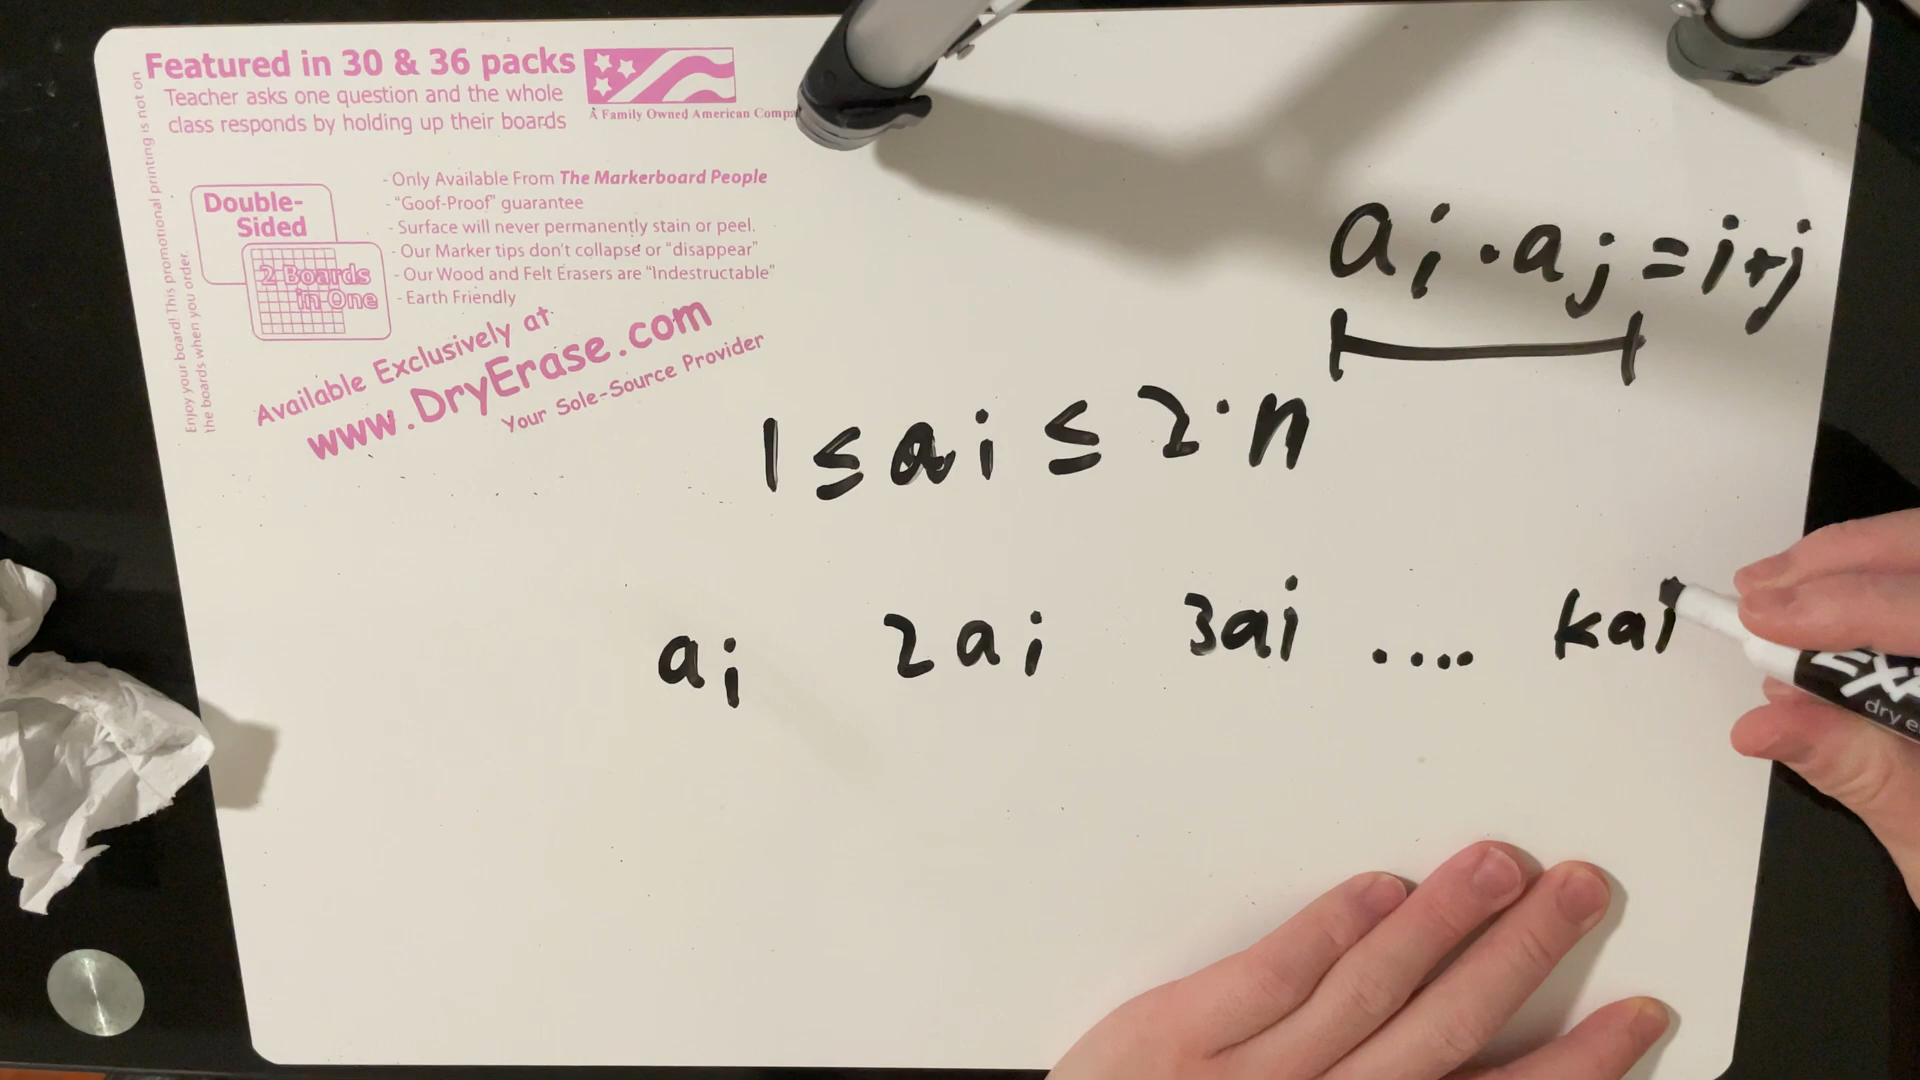 Featured in 30 & 36 packs
Teacher asks one question and the whole
class responds by holding up their boards
A Family Owned American
Enjoy your board! This promotional printing is not on
the boards when you order.
Double-
Sided
2 Boards
in One
- Only Available From The Markerboard People
- "Goof-Proof" guarantee
- Surface will never permanently stain or peel.
- Our Marker tips don't collapse or "disappear"
- Our Wood and Felt Erasers are "Indestructable"
- Earth Friendly
Available Exclusively at
www.DryErase.com
Your Sole-Source Provider
ai · aj = i+j
1 ≤ ai ≤ 2·n
ai 2ai 3ai .... kai
dry e